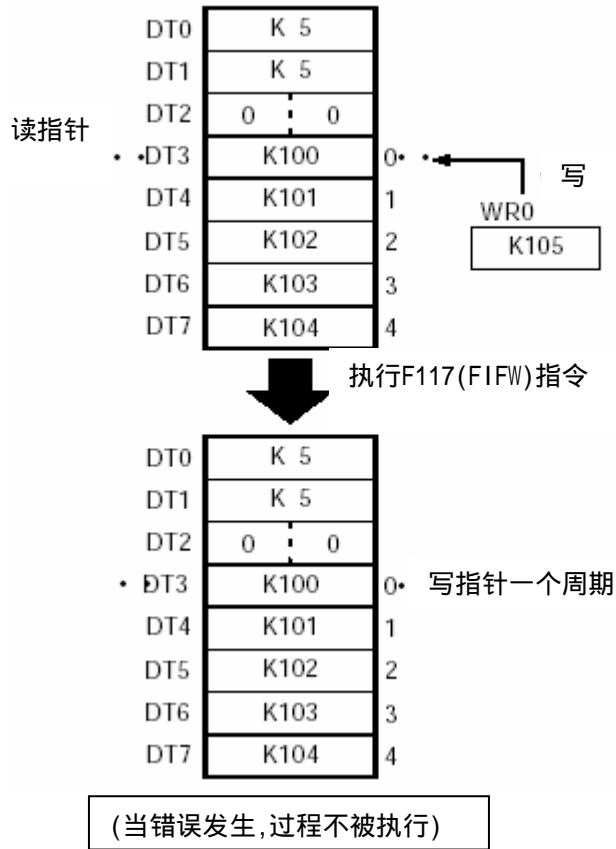 DT0 K 5
DT1 K 5
DT2 0 0
读指针
DT3 K100 0 写
DT4 K101 1 WR0
DT5 K102 2 K105
DT6 K103 3
DT7 K104 4
执行F117(FIFW)指令
DT0 K 5
DT1 K 5
DT2 0 0
DT3 K100 0 写指针一个周期
DT4 K101 1
DT5 K102 2
DT6 K103 3
DT7 K104 4
(当错误发生,过程不被执行)